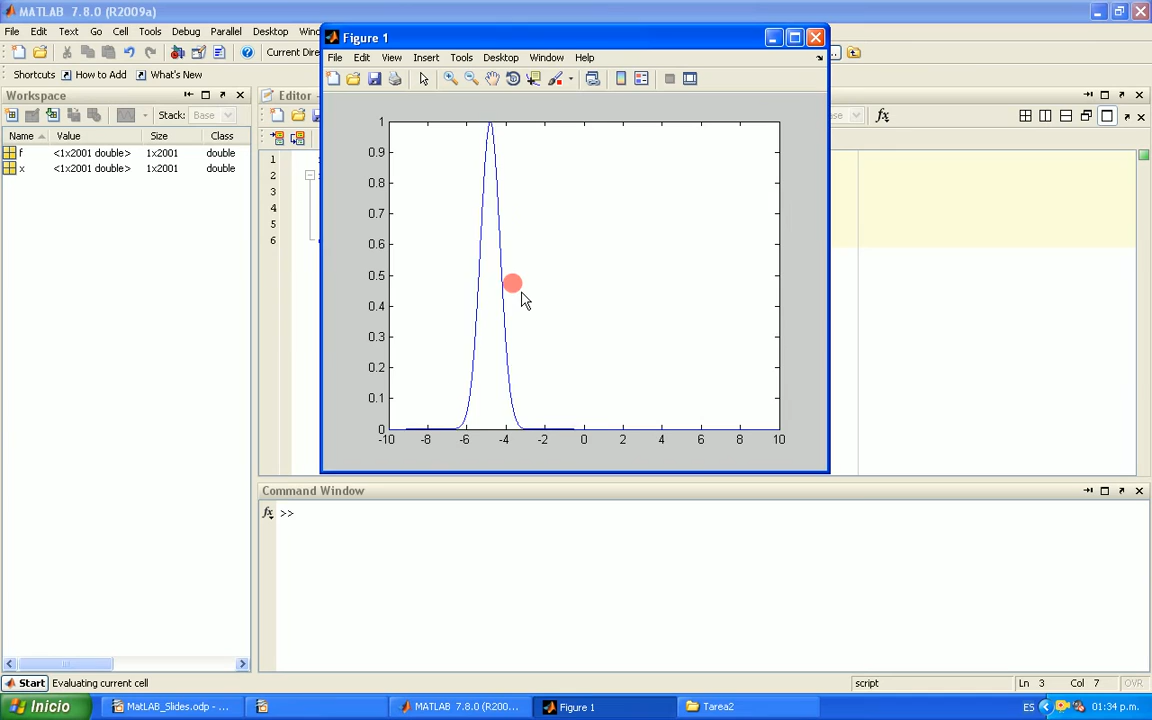 MATLAB 7.8.0 (R2009a)
File Edit Text Go Cell Tools Debug Parallel Desktop
Current Dire
Shortcuts How to Add What's New
Workspace
Stack: Base
Name Value Size Class
f <1x2001 double> 1x2001 double
x <1x2001 double> 1x2001 double
Editor -
1
2
3
4
5
6
Figure 1
File Edit View Insert Tools Desktop Window Help
1
0.9
0.8
0.7
0.6
0.5
0.4
0.3
0.2
0.1
0
-10 -8 -6 -4 -2 0 2 4 6 8 10
fx
Command Window
fx >>
Start Evaluating current cell script Ln 3 Col 7 OVR
Inicio MatLAB_Slides.odp - ... MATLAB 7.8.0 (R200... Figure 1 Tarea2 ES 01:34 p.m.